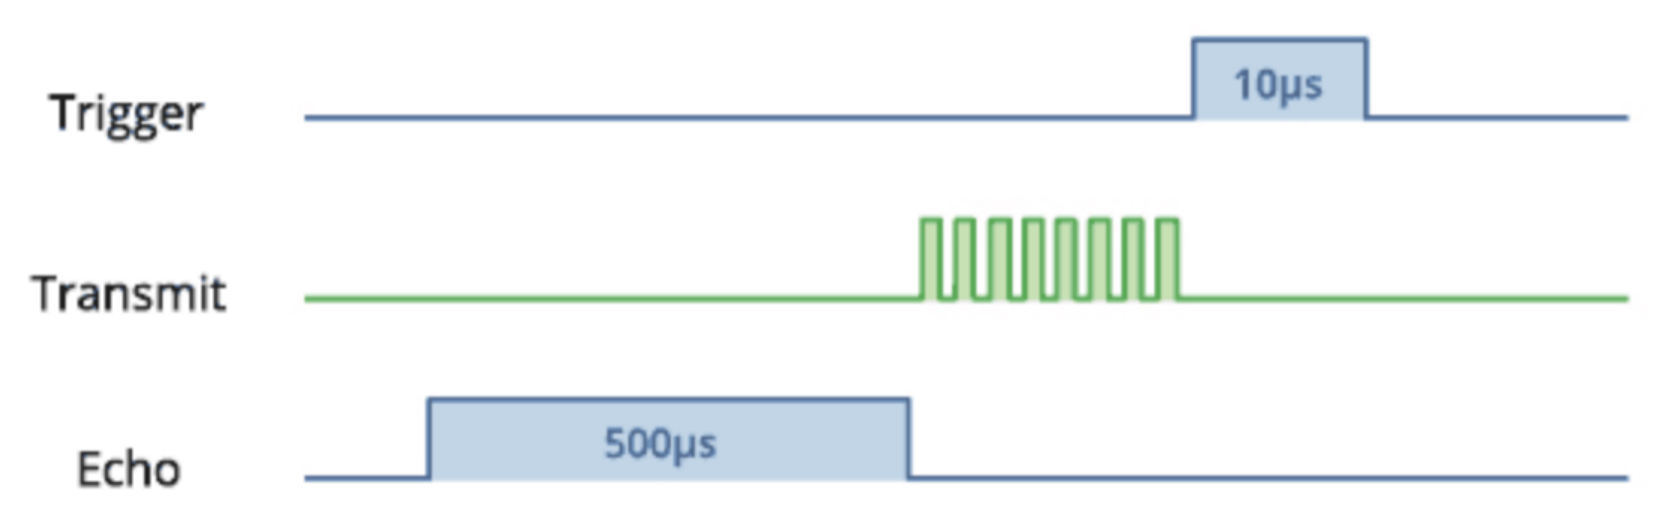 Trigger
10µs
Transmit
Echo
500µs